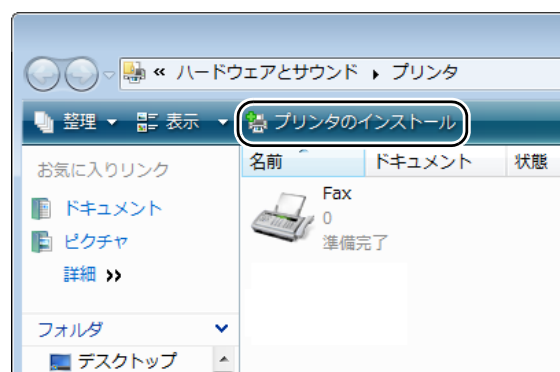 « ハードウェアとサウンド ▸ プリンタ
整理 ▼ 表示 ▼ プリンタのインストール
お気に入りリンク
名前 ドキュメント 状態
ドキュメント
ピクチャ
詳細 »
Fax
0
準備完了
フォルダ
デスクトップ